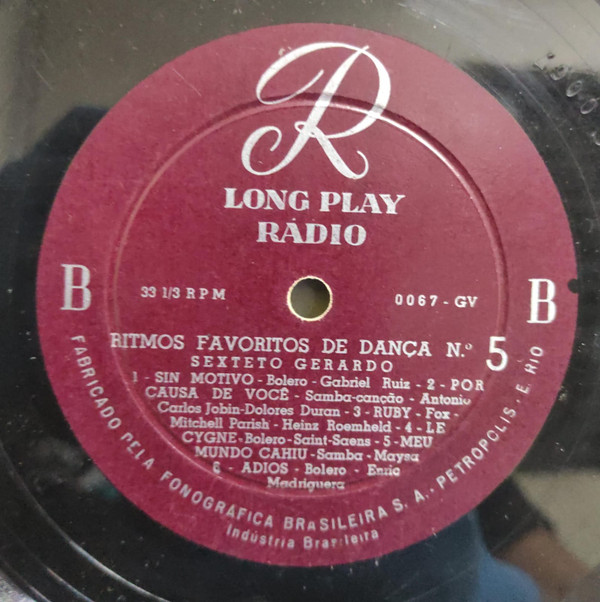 R
LONG PLAY
RÁDIO
B
33 1/3 RPM
0067-GV
B
RITMOS FAVORITOS DE DANÇA N.º 5
SEXTETO GERARDO
1 - SIN MOTIVO - Bolero - Gabriel Ruiz - 2 - POR
CAUSA DE VOCÊ - Samba-canção - Antonio
Carlos Jobin-Dolores Duran - 3 - RUBY - Fox -
Mitchell Parish - Heinz Roemheld - 4 - LE
CYGNE - Bolero - Saint-Saens - 5 - MEU
MUNDO CAHIU - Samba - Maysa
6 - ADIOS - Bolero - Enric
Madriguera
FABRICADO PELA FONOGRÁFICA BRASILEIRA S. A. - PETROPOLIS - E. RIO
Indústria Brasileira